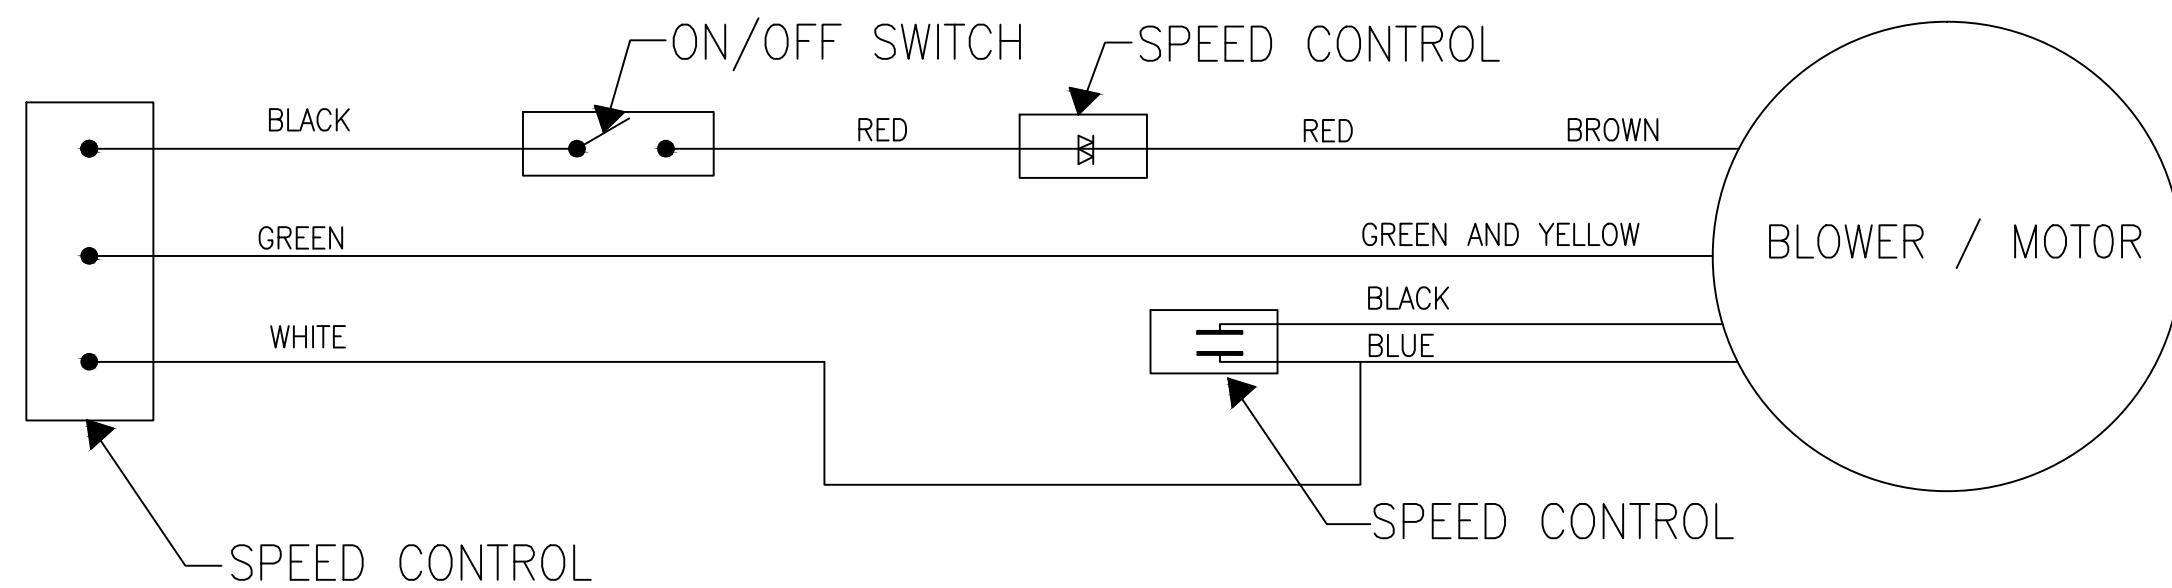 ON/OFF SWITCH
SPEED CONTROL
BLACK
RED
RED
BROWN
GREEN
GREEN AND YELLOW
BLOWER / MOTOR
BLACK
WHITE
BLUE
SPEED CONTROL
SPEED CONTROL